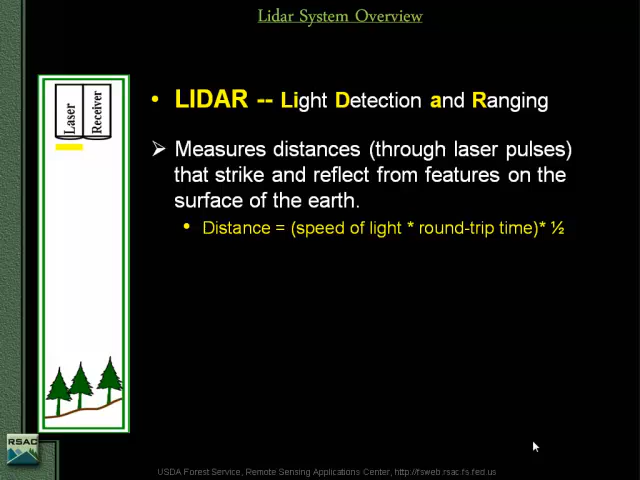 Lidar System Overview
Laser
Receiver
• LIDAR -- Light Detection and Ranging
➢ Measures distances (through laser pulses)
that strike and reflect from features on the
surface of the earth.
• Distance = (speed of light * round-trip time)* ½
RSAC
USDA Forest Service, Remote Sensing Applications Center, http://fsweb.rsac.fs.fed.us